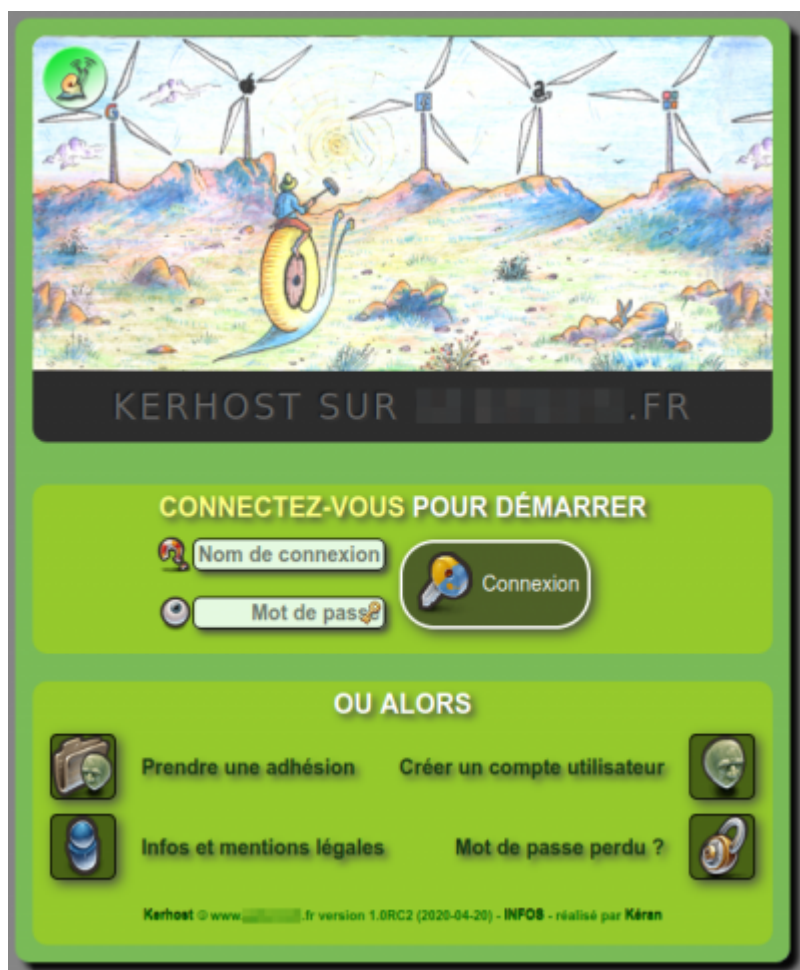 KERHOST SUR .FR
CONNECTEZ-VOUS POUR DÉMARRER
Nom de connexion
Mot de passe
Connexion
OU ALORS
Prendre une adhésion
Créer un compte utilisateur
Infos et mentions légales
Mot de passe perdu ?
Kerhost © www. .fr version 1.0RC2 (2020-04-20) - INFOS - réalisé par Kéran